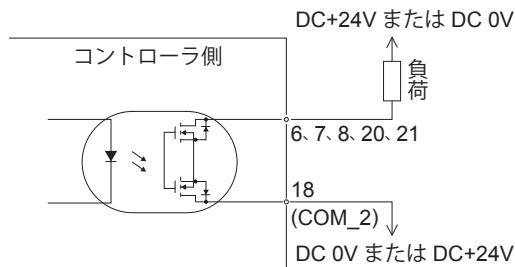 DC+24V または DC 0V
コントローラ側
負荷
6、7、8、20、21
18
(COM_2)
DC 0V または DC+24V